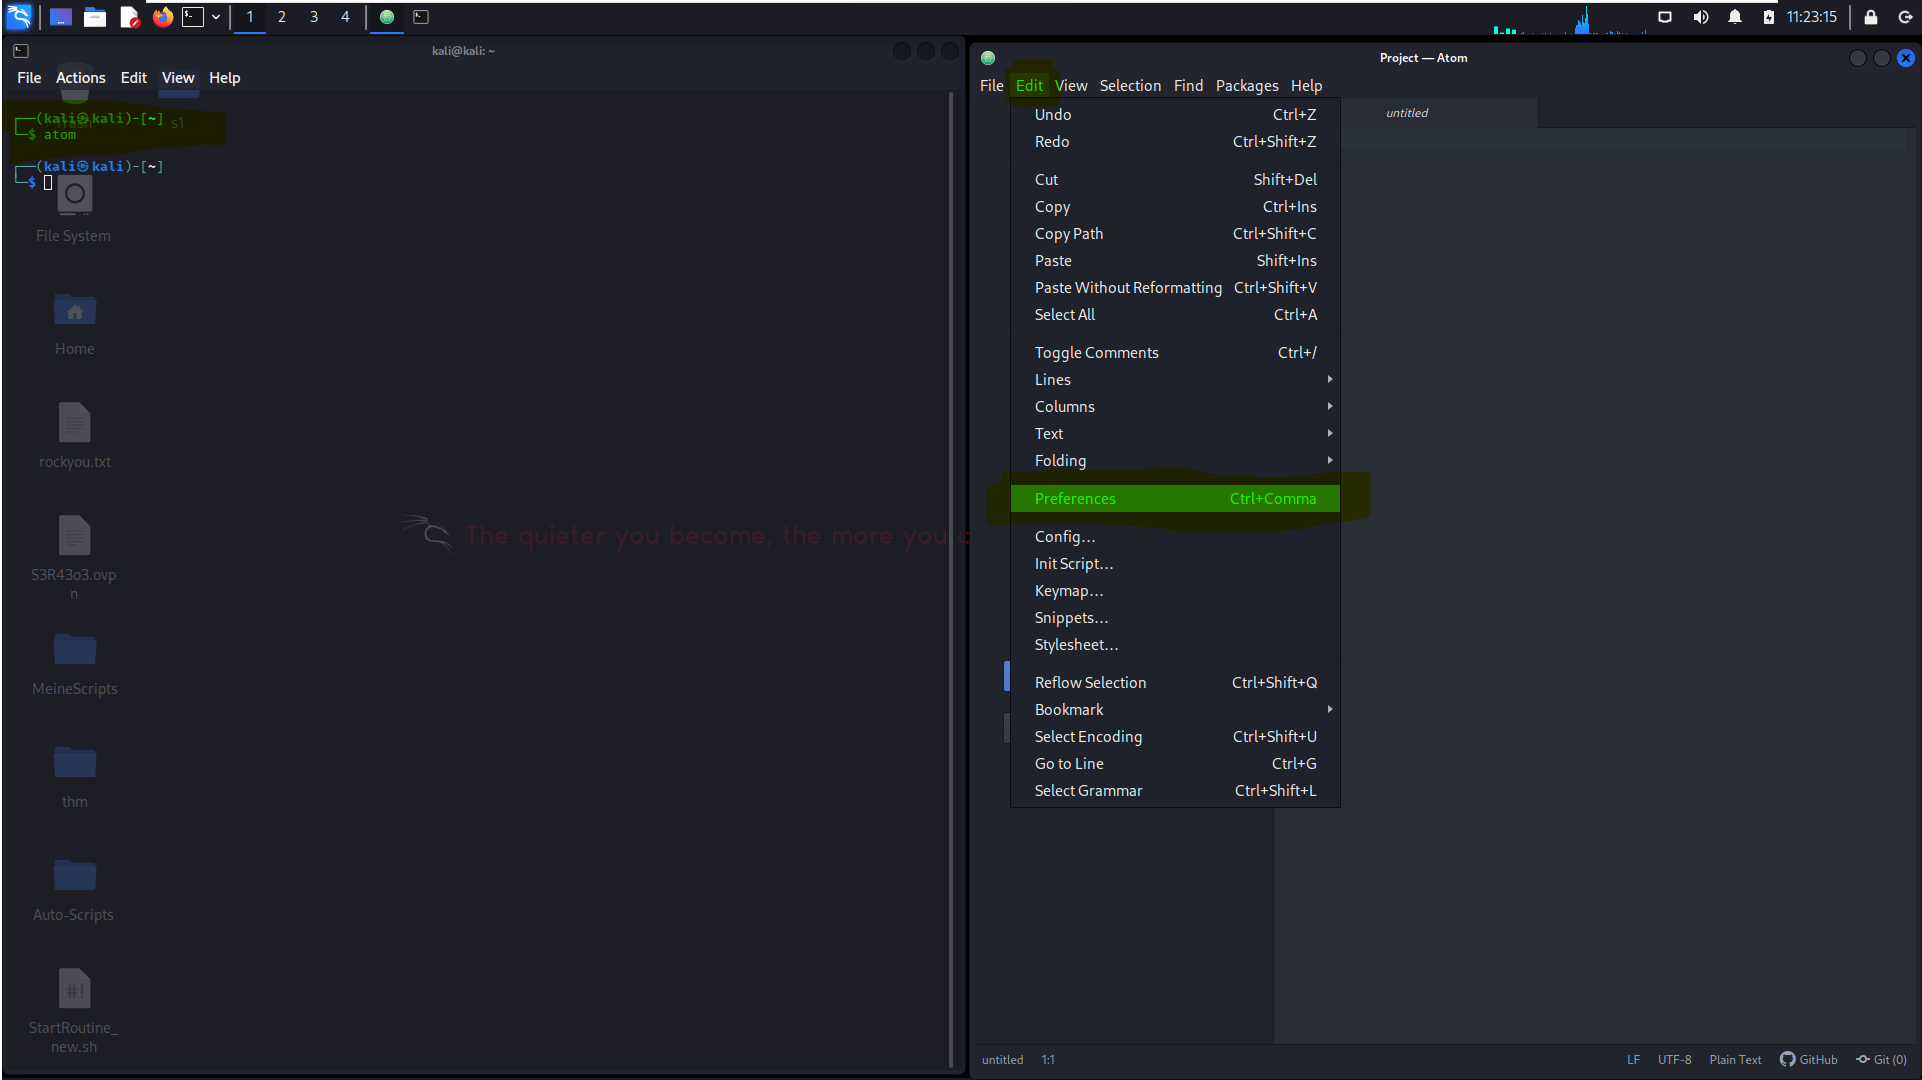 1 2 3 4
11:23:15
kali@kali: ~
File Actions Edit View Help
Trash
s1
┌──(kali㉿kali)-[~]
└─$ atom
┌──(kali㉿kali)-[~]
└─$
File System
Home
rockyou.txt
S3R43o3.ovp
n
MeineScripts
thm
Auto-Scripts
#!
StartRoutine_
new.sh
The quieter you become, the more you
Project — Atom
File Edit View Selection Find Packages Help
untitled
Undo Ctrl+Z
Redo Ctrl+Shift+Z
Cut Shift+Del
Copy Ctrl+Ins
Copy Path Ctrl+Shift+C
Paste Shift+Ins
Paste Without Reformatting Ctrl+Shift+V
Select All Ctrl+A
Toggle Comments Ctrl+/
Lines
Columns
Text
Folding
Preferences Ctrl+Comma
Config...
Init Script...
Keymap...
Snippets...
Stylesheet...
Reflow Selection Ctrl+Shift+Q
Bookmark
Select Encoding Ctrl+Shift+U
Go to Line Ctrl+G
Select Grammar Ctrl+Shift+L
untitled 1:1
LF UTF-8 Plain Text GitHub Git (0)